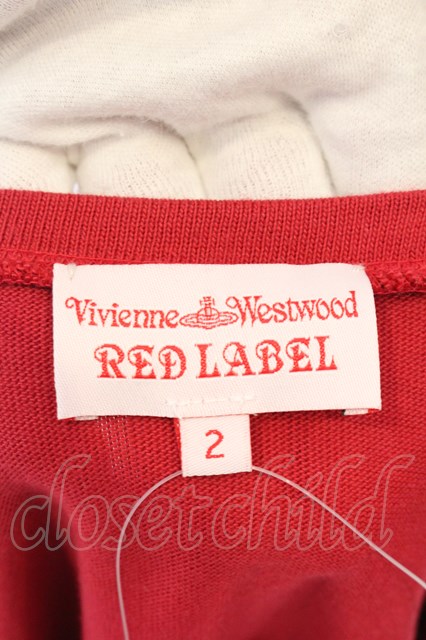 Vivienne Westwood
RED LABEL
2
closetchild